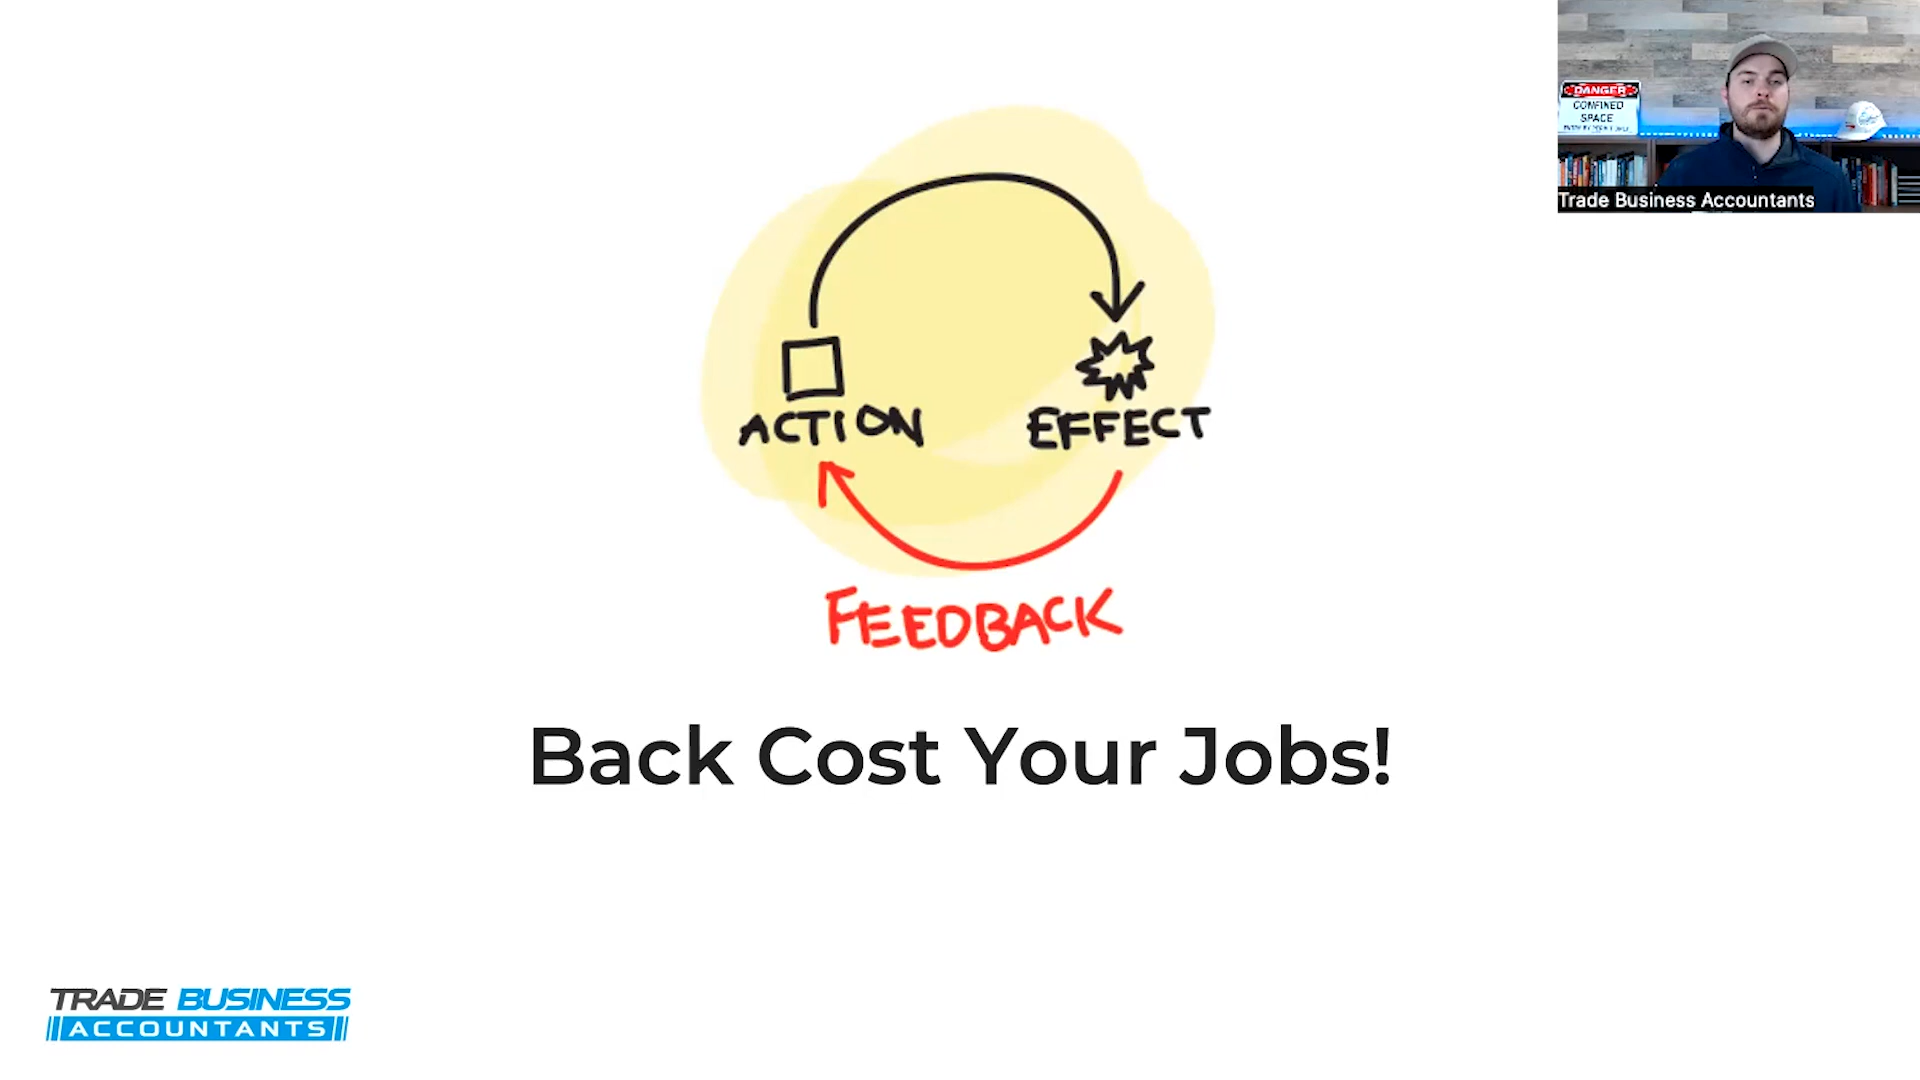 DANGER
CONFINED
SPACE
Trade Business Accountants
ACTION
EFFECT
FEEDBACK
Back Cost Your Jobs!
TRADE BUSINESS
ACCOUNTANTS